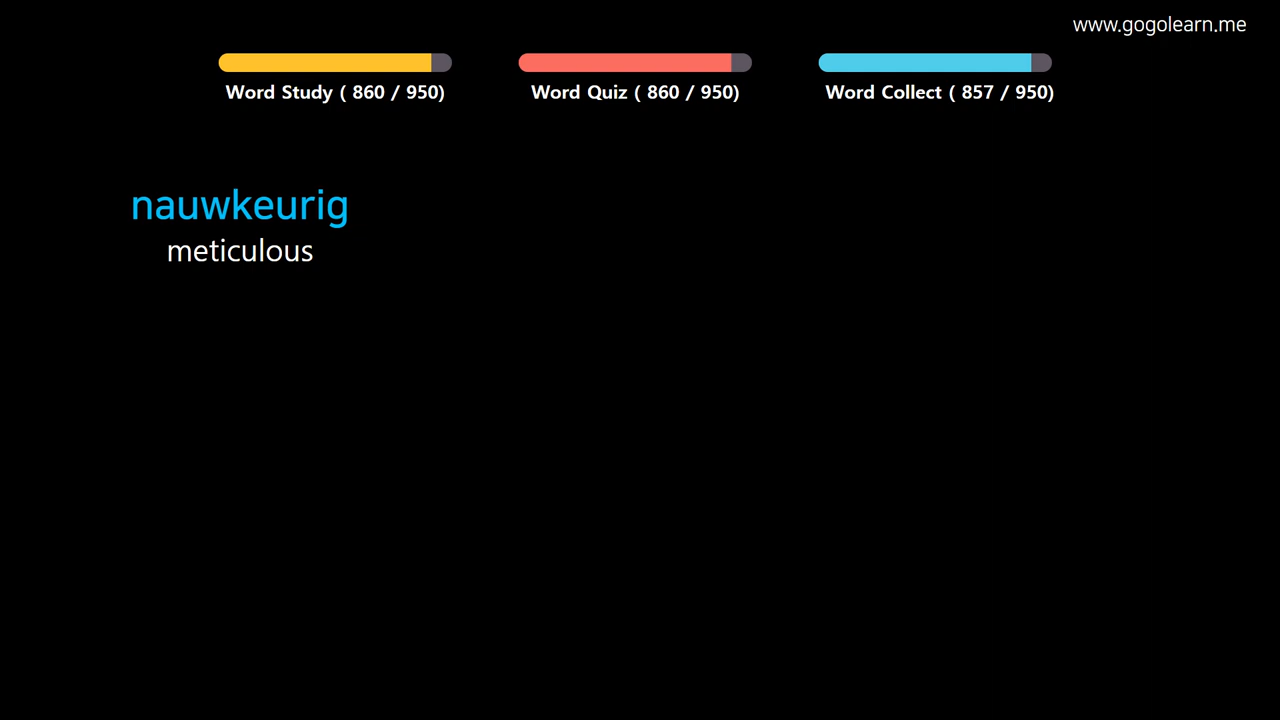 www.gogolearn.me
Word Study ( 860 / 950)
Word Quiz ( 860 / 950)
Word Collect ( 857 / 950)
nauwkeurig
meticulous